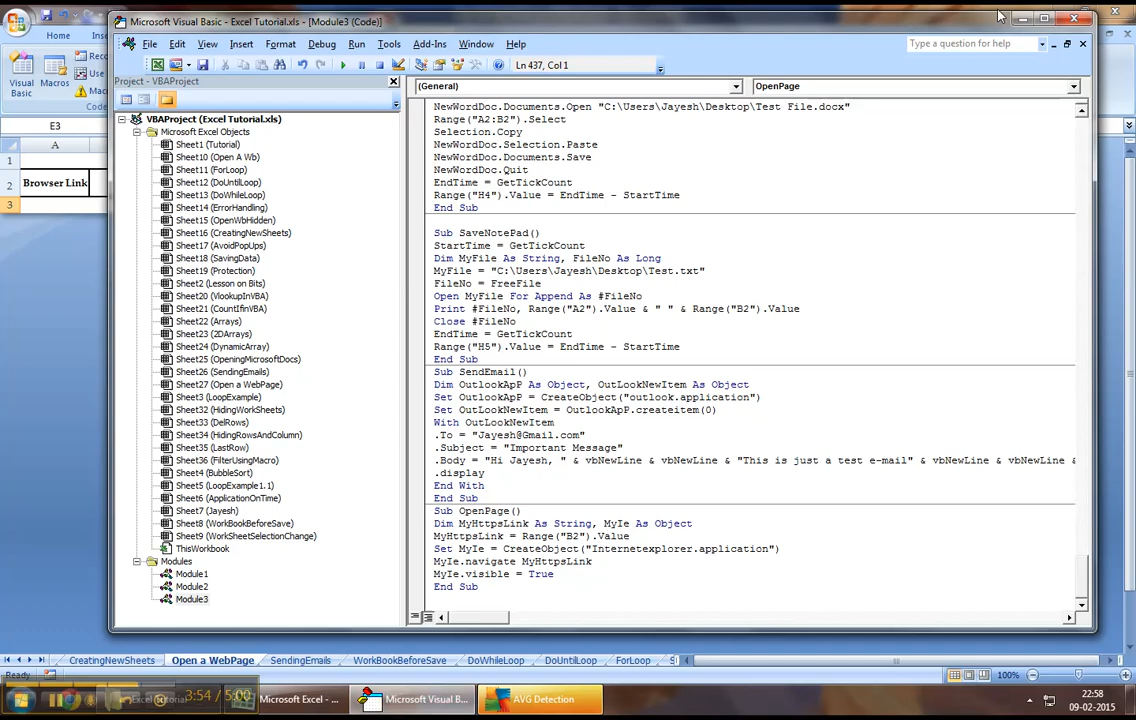 Microsoft Visual Basic - Excel Tutorial.xls - [Module3 (Code)]
File Edit View Insert Format Debug Run Tools Add-Ins Window Help
Type a question for help
Ln 437, Col 1
Home
Visual Basic
Macros
Use
Project - VBAProject
(General)
OpenPage
E3
A
1
2
3
Browser Link
VBAProject (Excel Tutorial.xls)
Microsoft Excel Objects
Sheet1 (Tutorial)
Sheet10 (Open A Wb)
Sheet11 (ForLoop)
Sheet12 (DoUntilLoop)
Sheet13 (DoWhileLoop)
Sheet14 (ErrorHandling)
Sheet15 (OpenWbHidden)
Sheet16 (CreatingNewSheets)
Sheet17 (AvoidPopUps)
Sheet18 (SavingData)
Sheet19 (Protection)
Sheet2 (Lesson on Bits)
Sheet20 (VlookupInVBA)
Sheet21 (CountIfinVBA)
Sheet22 (Arrays)
Sheet23 (2DArrays)
Sheet24 (DynamicArray)
Sheet25 (OpeningMicrosoftDocs)
Sheet26 (SendingEmails)
Sheet27 (Open a WebPage)
Sheet3 (LoopExample)
Sheet32 (HidingWorkSheets)
Sheet33 (DelRows)
Sheet34 (HidingRowsAndColumn)
Sheet35 (LastRow)
Sheet36 (FilterUsingMacro)
Sheet4 (BubbleSort)
Sheet5 (LoopExample1.1)
Sheet6 (ApplicationOnTime)
Sheet7 (Jayesh)
Sheet8 (WorkBookBeforeSave)
Sheet9 (WorkSheetSelectionChange)
ThisWorkbook
Modules
Module1
Module2
Module3
NewWordDoc.Documents.Open "C:\Users\Jayesh\Desktop\Test File.docx"
Range("A2:B2").Select
Selection.Copy
NewWordDoc.Selection.Paste
NewWordDoc.Documents.Save
NewWordDoc.Quit
EndTime = GetTickCount
Range("H4").Value = EndTime - StartTime
End Sub
Sub SaveNotePad()
StartTime = GetTickCount
Dim MyFile As String, FileNo As Long
MyFile = "C:\Users\Jayesh\Desktop\Test.txt"
FileNo = FreeFile
Open MyFile For Append As #FileNo
Print #FileNo, Range("A2").Value & " " & Range("B2").Value
Close #FileNo
EndTime = GetTickCount
Range("H5").Value = EndTime - StartTime
End Sub
Sub SendEmail()
Dim OutlookApP As Object, OutLookNewItem As Object
Set OutlookApP = CreateObject("outlook.application")
Set OutLookNewItem = OutlookApP.createitem(0)
With OutLookNewItem
.To = "Jayesh@Gmail.com"
.Subject = "Important Message"
.Body = "Hi Jayesh, " & vbNewLine & vbNewLine & "This is just a test e-mail" & vbNewLine & vbNewLine &
.display
End With
End Sub
Sub OpenPage()
Dim MyHttpsLink As String, MyIe As Object
MyHttpsLink = Range("B2").Value
Set MyIe = CreateObject("Internetexplorer.application")
MyIe.navigate MyHttpsLink
MyIe.visible = True
End Sub
CreatingNewSheets Open a WebPage SendingEmails WorkBookBeforeSave DoWhileLoop DoUntilLoop ForLoop
Ready
100%
3:54 / 5:00
Microsoft Excel - ...
Microsoft Visual B...
AVG Detection
22:58
09-02-2015